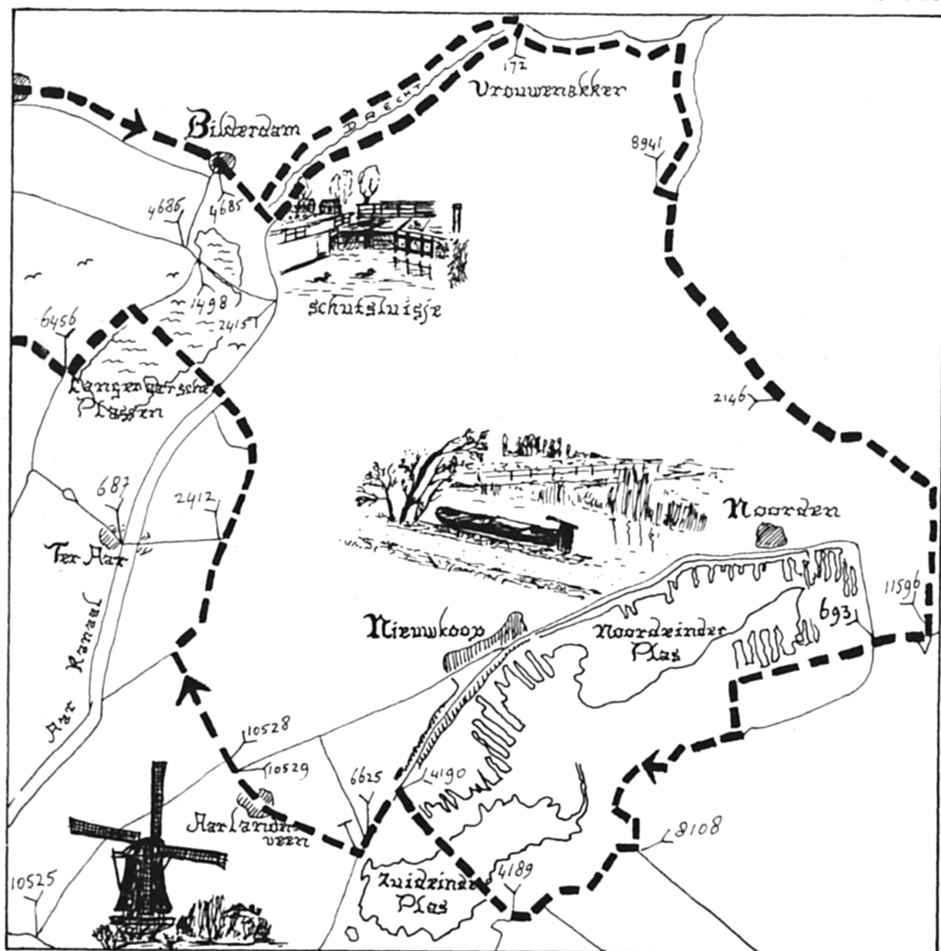 172
Vrouwenakker
DRECHT
Bilderdam
8941
4686
4685
schutsluisje
1498
2415
6456
Langeraarsche
Plassen
2146
687
2412
Noorden
Ter Aar
11596
693
Nieuwkoop
Noordeinder
Plas
Aar Kanaal
10528
10529
6625
4190
Aarlanderveen
8108
10525
4189
Zuideinder
Plas